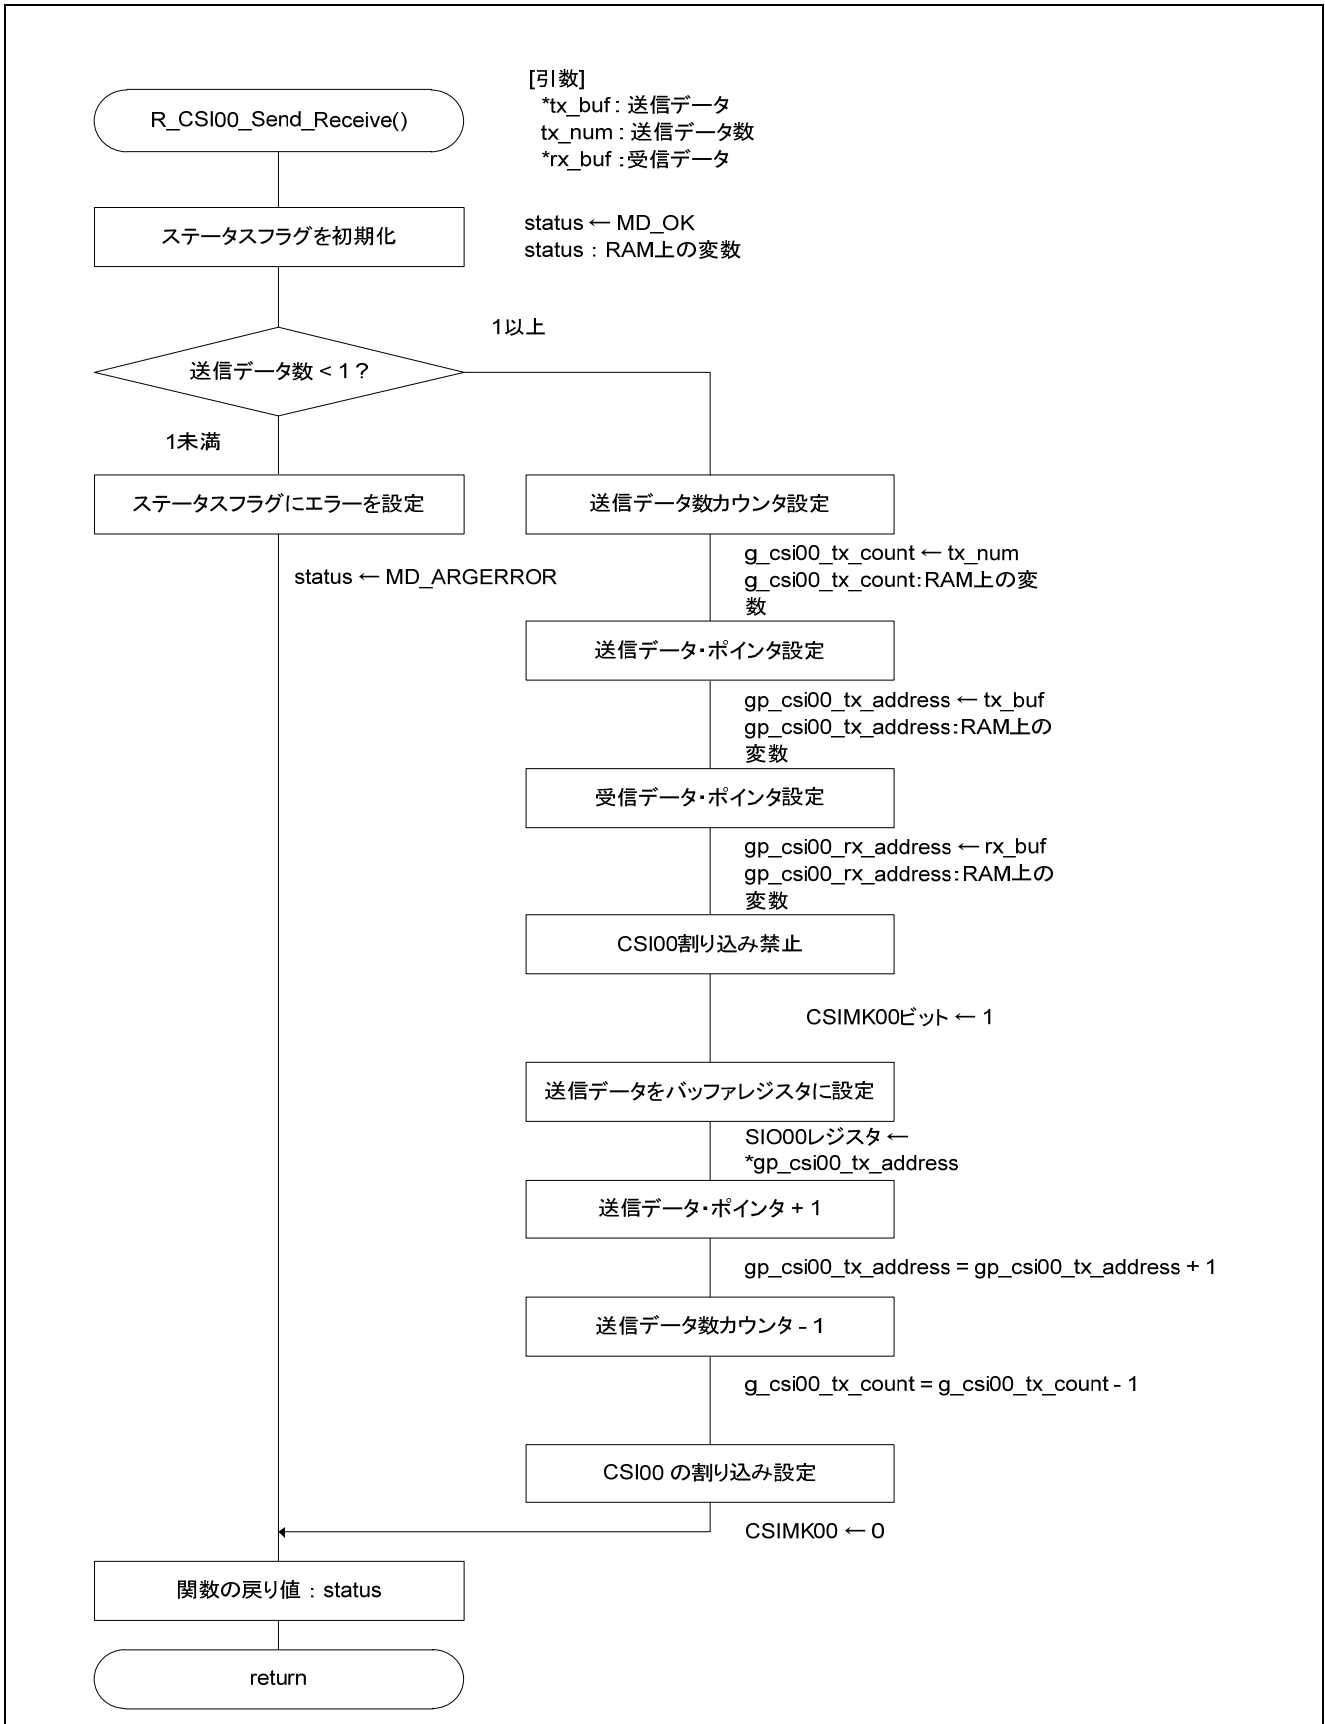 R_CSI00_Send_Receive()
[引数]
*tx_buf : 送信データ
tx_num : 送信データ数
*rx_buf : 受信データ
ステータスフラグを初期化
status ← MD_OK
status : RAM上の変数
送信データ数 < 1 ?
1以上
1未満
ステータスフラグにエラーを設定
status ← MD_ARGERROR
送信データ数カウンタ設定
g_csi00_tx_count ← tx_num
g_csi00_tx_count:RAM上の変
数
送信データ・ポインタ設定
gp_csi00_tx_address ← tx_buf
gp_csi00_tx_address:RAM上の
変数
受信データ・ポインタ設定
gp_csi00_rx_address ← rx_buf
gp_csi00_rx_address:RAM上の
変数
CSI00割り込み禁止
CSIMK00ビット ← 1
送信データをバッファレジスタに設定
SIO00レジスタ ←
*gp_csi00_tx_address
送信データ・ポインタ + 1
gp_csi00_tx_address = gp_csi00_tx_address + 1
送信データ数カウンタ - 1
g_csi00_tx_count = g_csi00_tx_count - 1
CSI00 の割り込み設定
CSIMK00 ← 0
関数の戻り値 : status
return